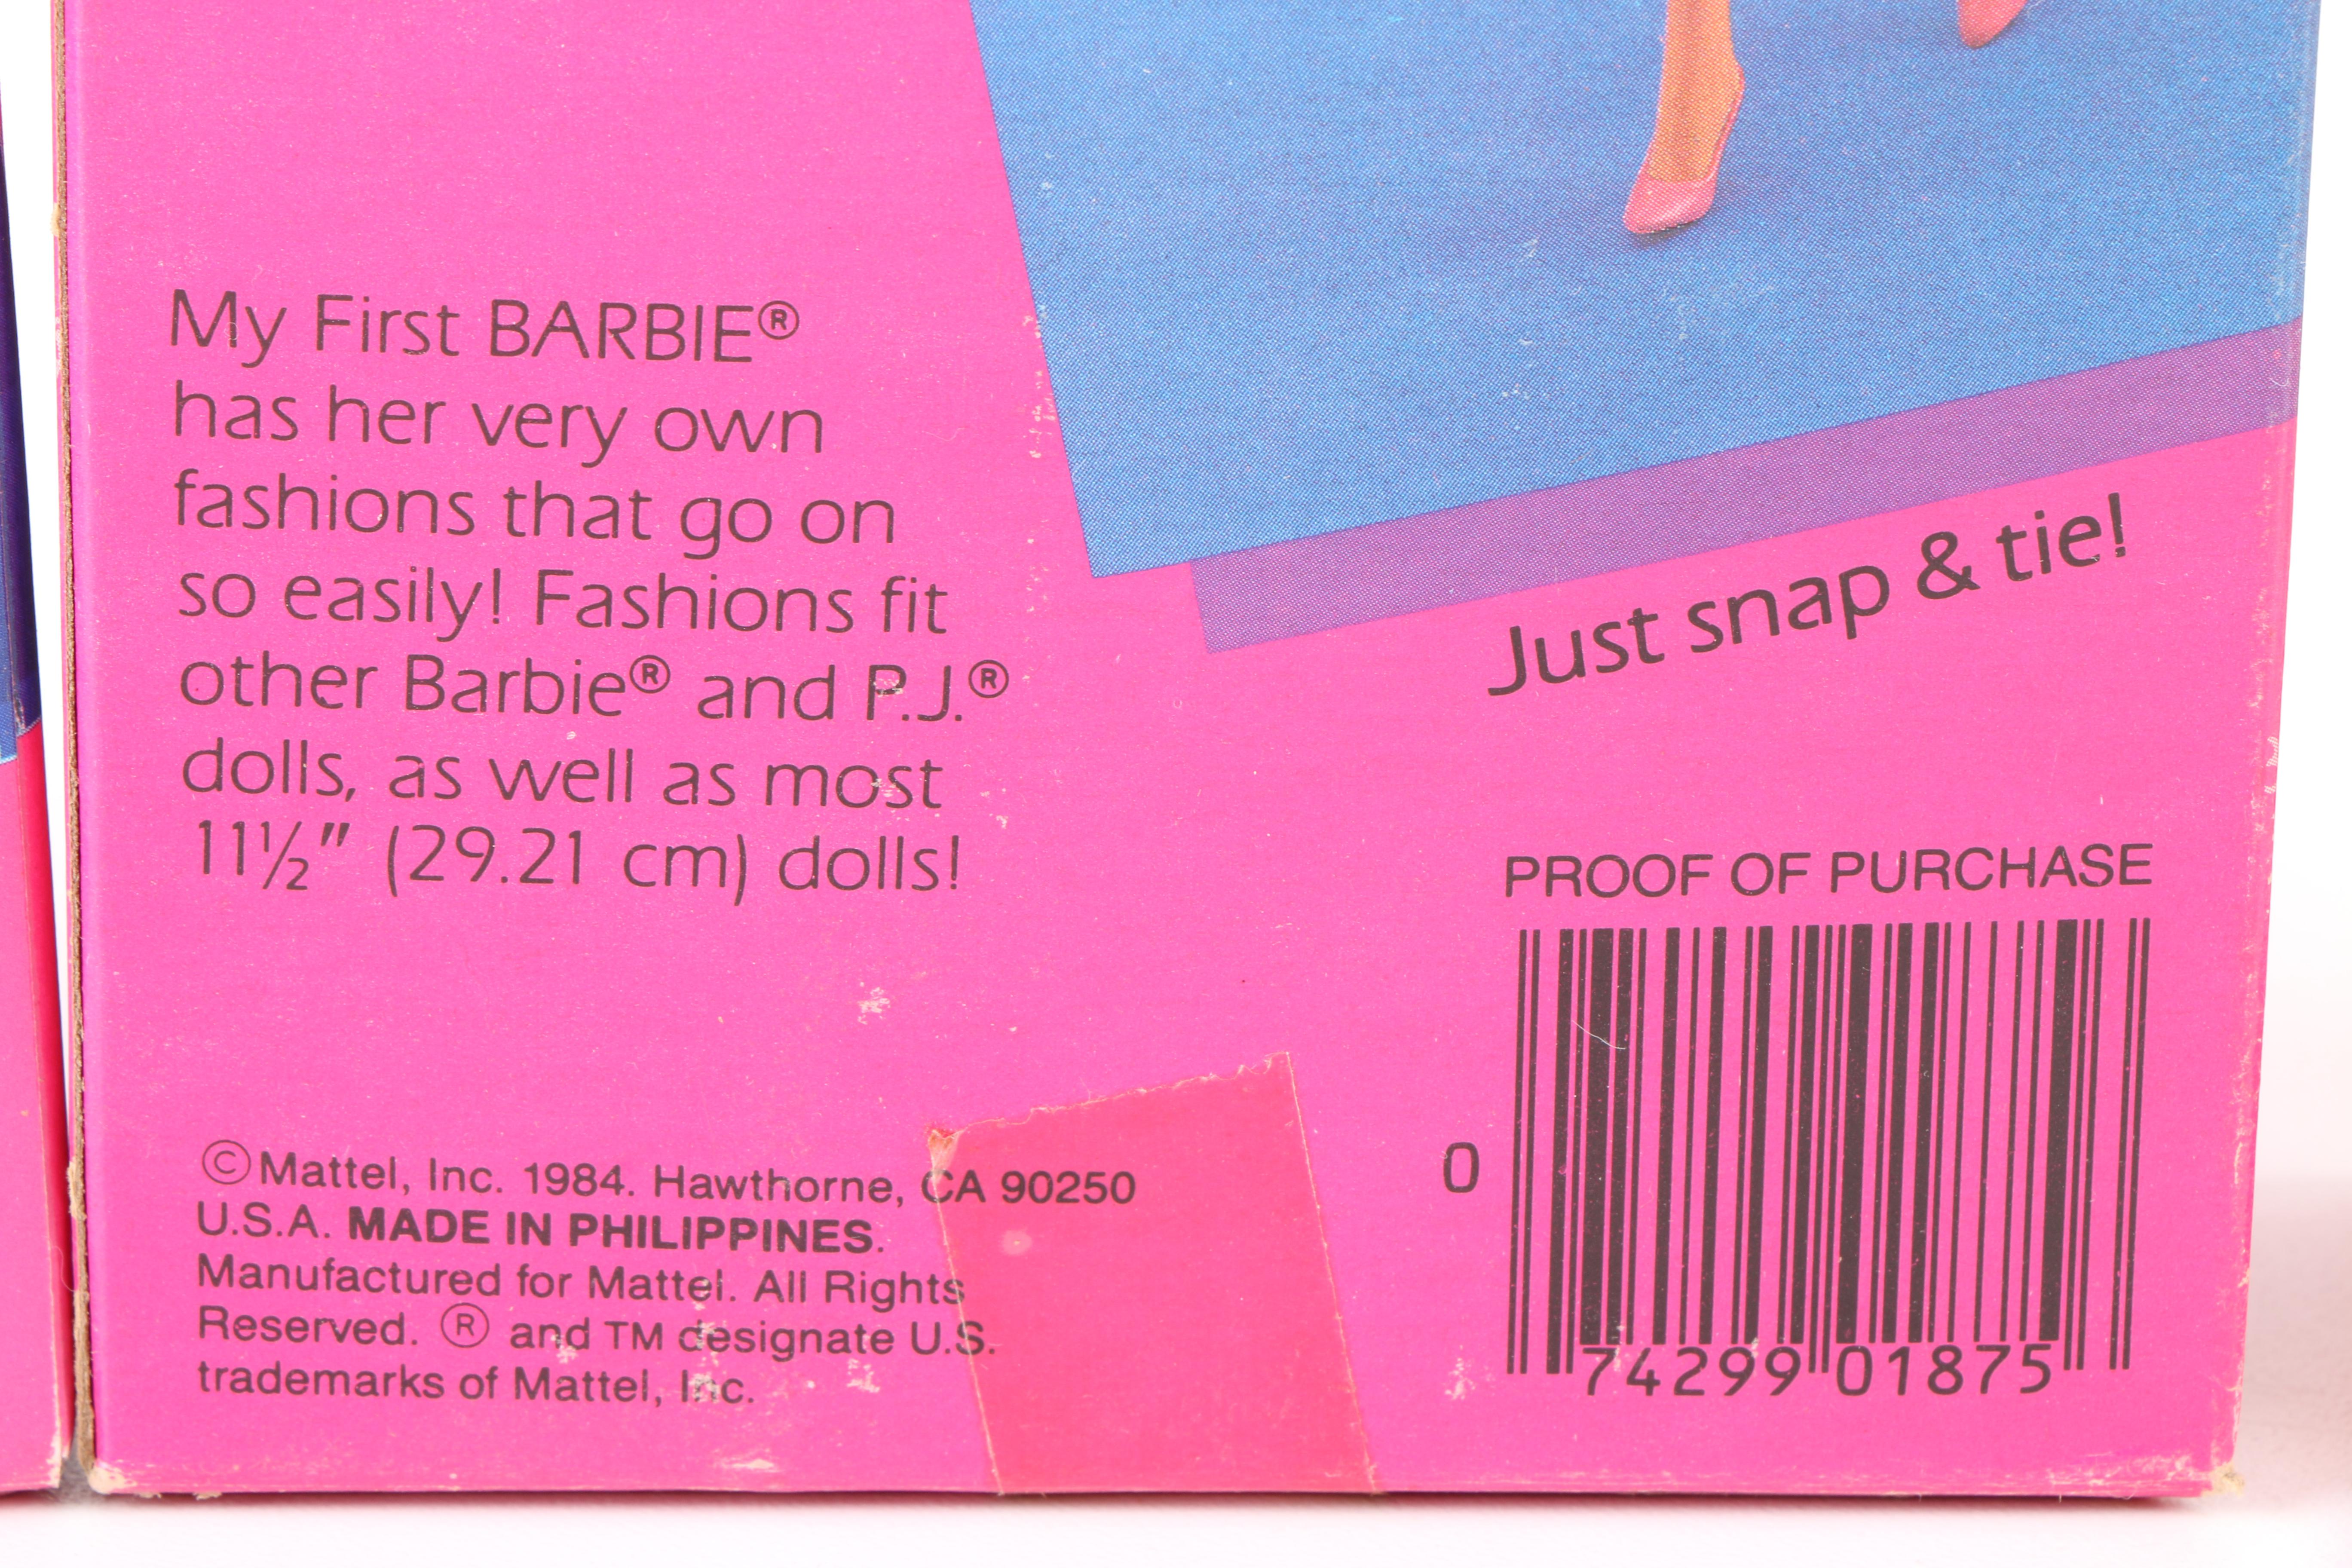 My First BARBIE®
has her very own
fashions that go on
so easily! Fashions fit
other Barbie® and P.J.®
dolls, as well as most
11½" (29.21 cm) dolls!
Just snap & tie!
PROOF OF PURCHASE
0 74299 01875
©Mattel, Inc. 1984. Hawthorne, CA 90250
U.S.A. MADE IN PHILIPPINES.
Manufactured for Mattel. All Rights
Reserved. ® and TM designate U.S.
trademarks of Mattel, Inc.